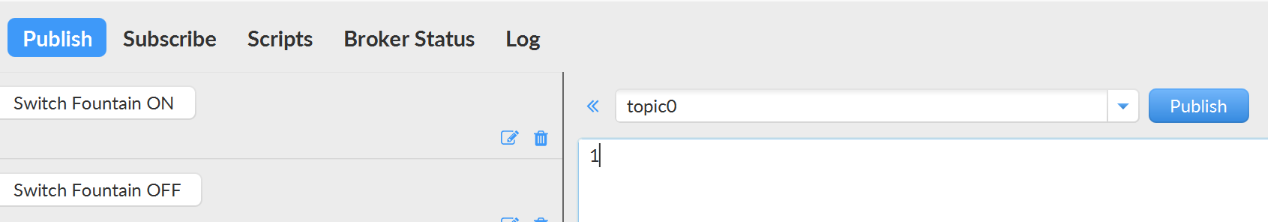 Publish Subscribe Scripts Broker Status Log
Switch Fountain ON
topic0 Publish
1
Switch Fountain OFF